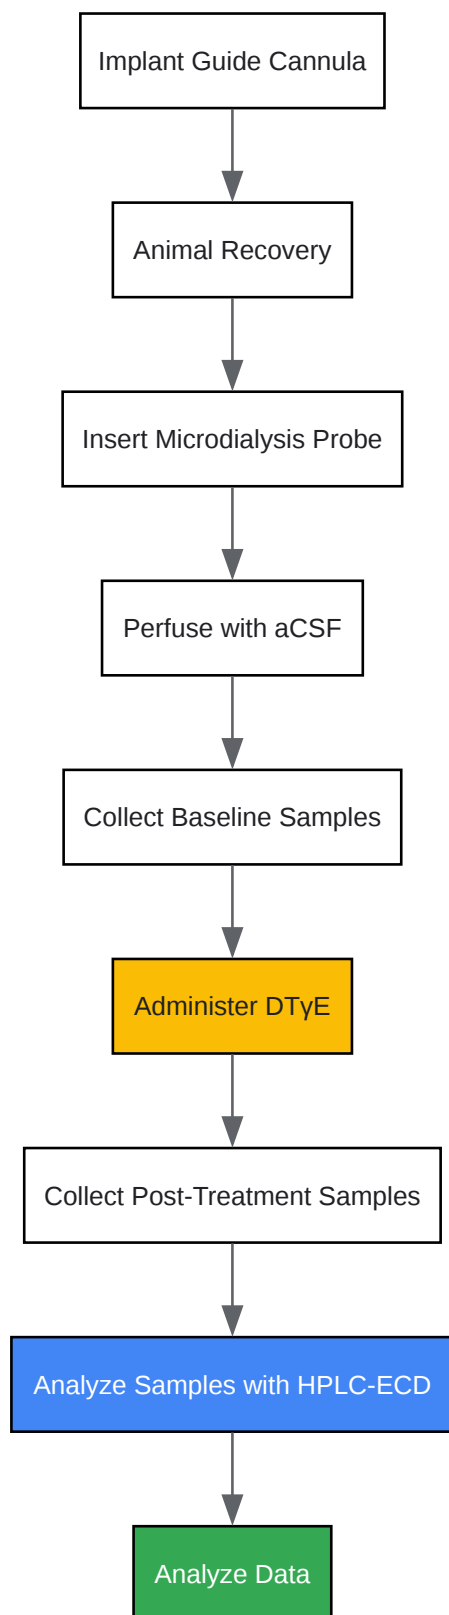 Implant Guide Cannula
Animal Recovery
Insert Microdialysis Probe
Perfuse with aCSF
Collect Baseline Samples
Administer DTγE
Collect Post-Treatment Samples
Analyze Samples with HPLC-ECD
Analyze Data